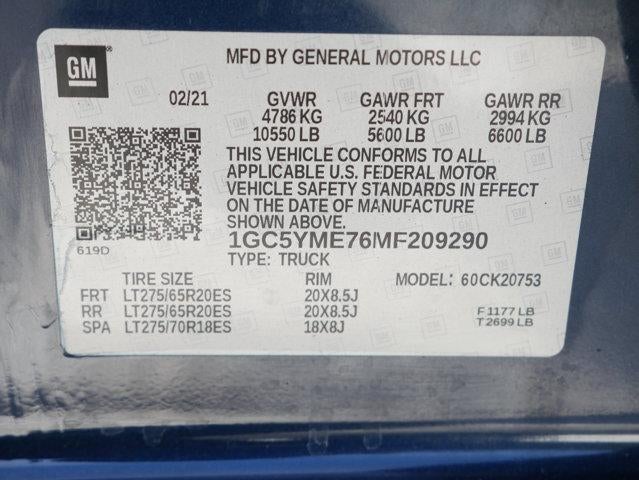 GM
MFD BY GENERAL MOTORS LLC
02/21 GVWR GAWR FRT GAWR RR
4786 KG 2540 KG 2994 KG
10550 LB 5600 LB 6600 LB
THIS VEHICLE CONFORMS TO ALL
APPLICABLE U.S. FEDERAL MOTOR
VEHICLE SAFETY STANDARDS IN EFFECT
ON THE DATE OF MANUFACTURE
SHOWN ABOVE.
619D
1GC5YME76MF209290
TYPE: TRUCK
TIRE SIZE RIM MODEL: 60CK20753
FRT LT275/65R20ES 20X8.5J
RR LT275/65R20ES 20X8.5J F 1177 LB
SPA LT275/70R18ES 18X8J T 2699 LB